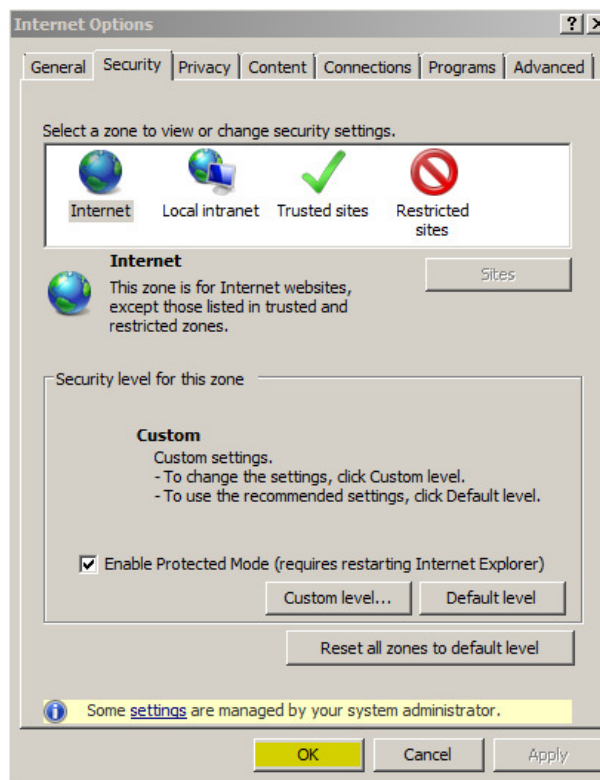 Internet Options
General Security Privacy Content Connections Programs Advanced
Select a zone to view or change security settings.
Internet Local intranet Trusted sites Restricted
sites
Internet
Sites
This zone is for Internet websites,
except those listed in trusted and
restricted zones.
Security level for this zone
Custom
Custom settings.
- To change the settings, click Custom level.
- To use the recommended settings, click Default level.
Enable Protected Mode (requires restarting Internet Explorer)
Custom level... Default level
Reset all zones to default level
Some settings are managed by your system administrator.
OK Cancel Apply